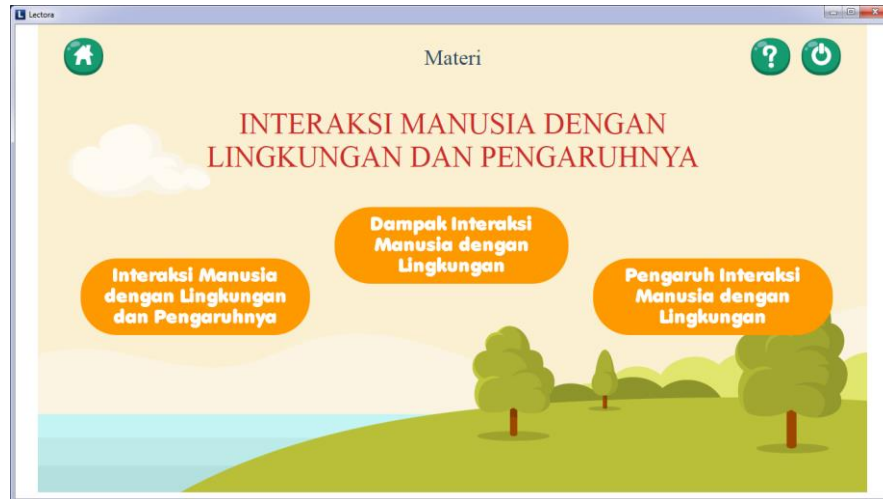 Lectora
Materi
INTERAKSI MANUSIA DENGAN
LINGKUNGAN DAN PENGARUHNYA
Dampak Interaksi
Manusia dengan
Lingkungan
Interaksi Manusia
dengan Lingkungan
dan Pengaruhnya
Pengaruh Interaksi
Manusia dengan
Lingkungan